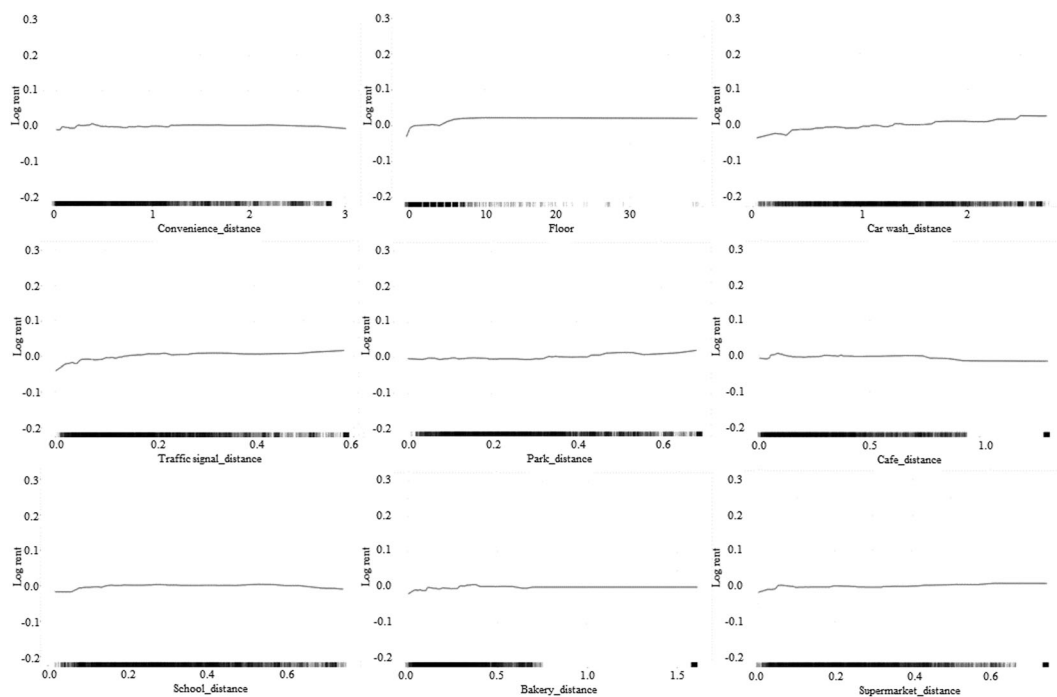 0.3 0.3 0.3
0.2 0.2 0.2
0.1 0.1 0.1
Log rent Log rent Log rent
0.0 0.0 0.0
-0.1 -0.1 -0.1
-0.2 -0.2 -0.2
0 1 2 3 0 10 20 30 0 1 2
Convenience_distance Floor Car wash_distance
0.3 0.3 0.3
0.2 0.2 0.2
0.1 0.1 0.1
Log rent Log rent Log rent
0.0 0.0 0.0
-0.1 -0.1 -0.1
-0.2 -0.2 -0.2
0.0 0.2 0.4 0.6 0.0 0.2 0.4 0.6 0.0 0.5 1.0
Traffic signal_distance Park_distance Cafe_distance
0.3 0.3 0.3
0.2 0.2 0.2
0.1 0.1 0.1
Log rent Log rent Log rent
0.0 0.0 0.0
-0.1 -0.1 -0.1
-0.2 -0.2 -0.2
0.0 0.2 0.4 0.6 0.0 0.5 1.0 1.5 0.0 0.2 0.4 0.6
School_distance Bakery_distance Supermarket_distance